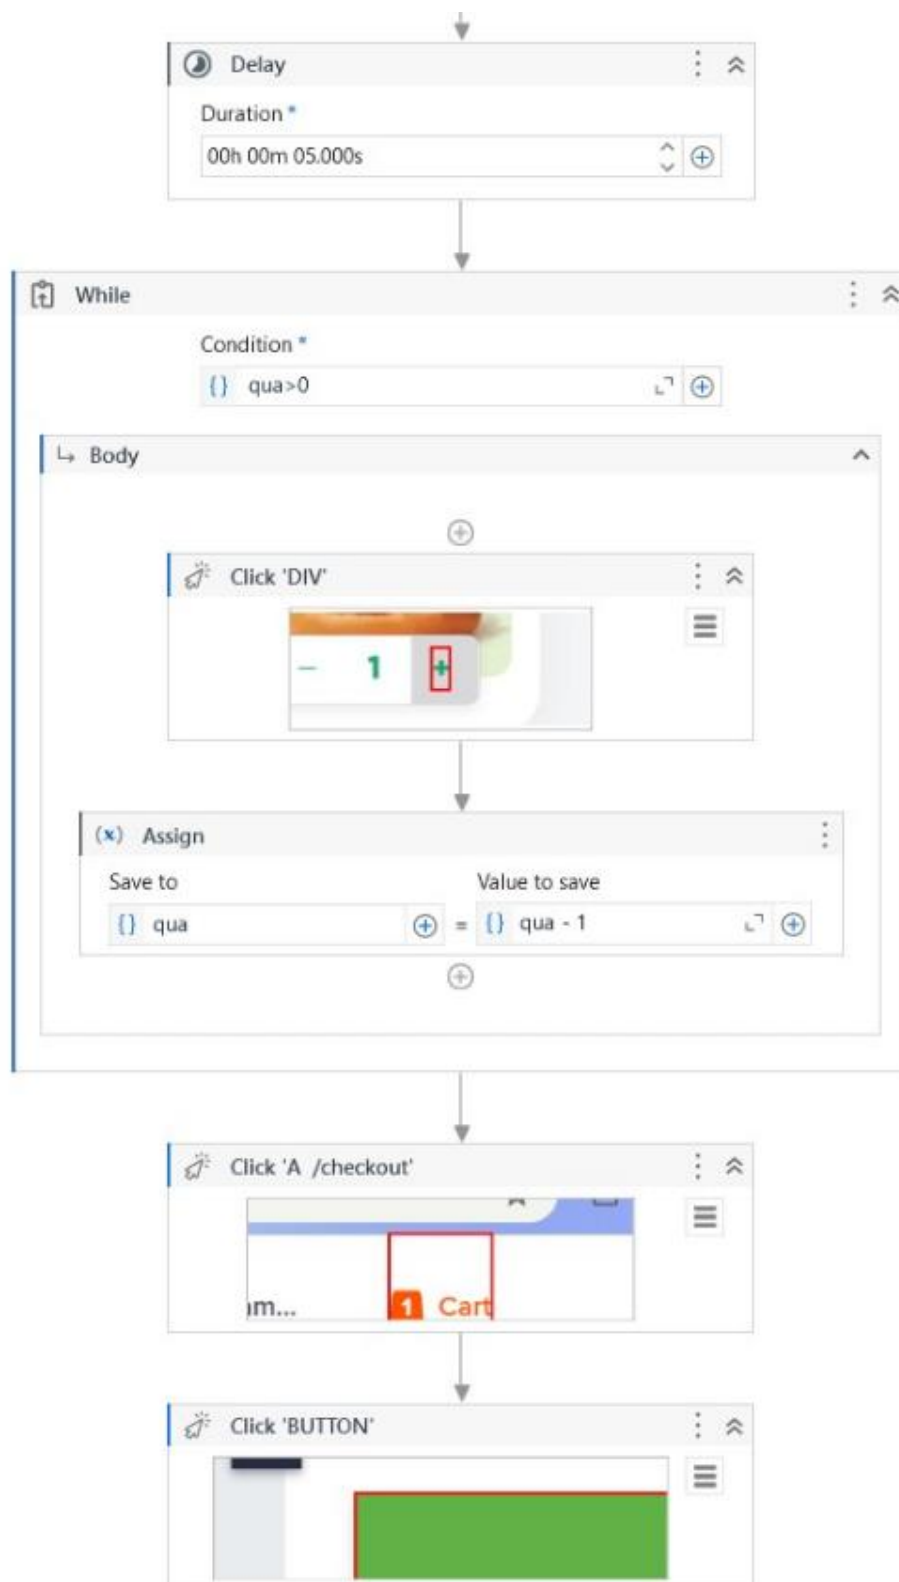 Delay
Duration *
00h 00m 05.000s
While
Condition *
{} qua>0
Body
Click 'DIV'
− 1 +
(x) Assign
Save to Value to save
{} qua = {} qua - 1
Click 'A /checkout'
1 Cart
Click 'BUTTON'